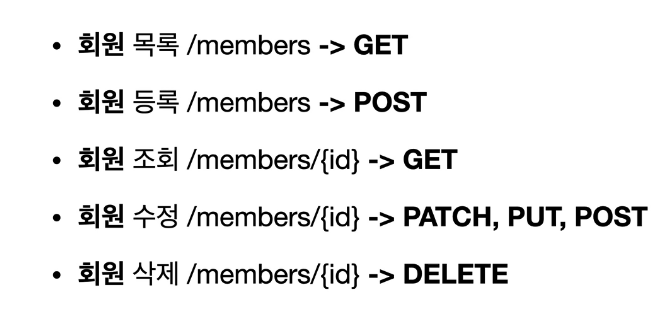 • 회원 목록 /members -> GET
• 회원 등록 /members -> POST
• 회원 조회 /members/{id} -> GET
• 회원 수정 /members/{id} -> PATCH, PUT, POST
• 회원 삭제 /members/{id} -> DELETE